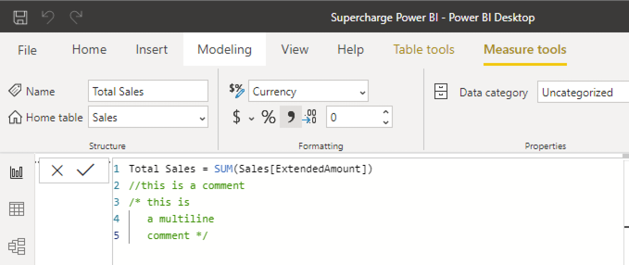 Supercharge Power BI - Power BI Desktop
File Home Insert Modeling View Help Table tools Measure tools
Name Total Sales $% Currency Data category Uncategorized
Home table Sales $ % 9 .00 0
Structure Formatting Properties
1 Total Sales = SUM(Sales[ExtendedAmount])
2 //this is a comment
3 /* this is
4 a multiline
5 comment */